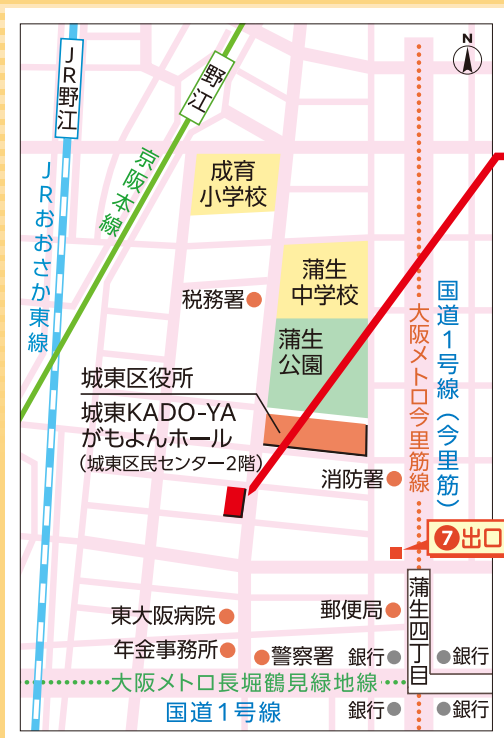 N
JR野江
野江
京阪本線
JRおおさか東線
成育
小学校
蒲生
中学校
税務署
蒲生
公園
国道1号線(今里筋)
大阪メトロ今里筋線
城東区役所
城東KADO-YA
がもよんホール
(城東区民センター2階)
消防署
7出口
蒲生四丁目
東大阪病院
郵便局
年金事務所
警察署
銀行
銀行
大阪メトロ長堀鶴見緑地線
国道1号線
銀行
銀行